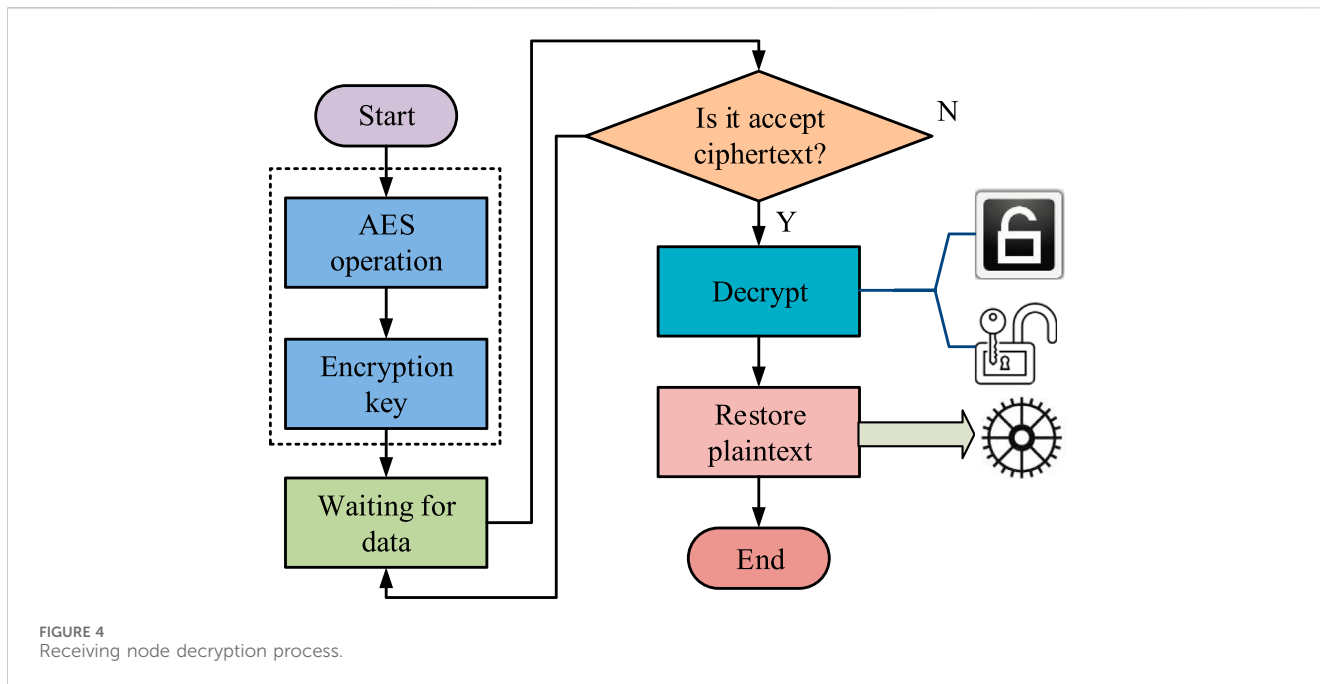 Start
AES
operation
Encryption
key
Waiting for
data
Is it accept
ciphertext?
N
Y
Decrypt
Restore
plaintext
End
FIGURE 4
Receiving node decryption process.